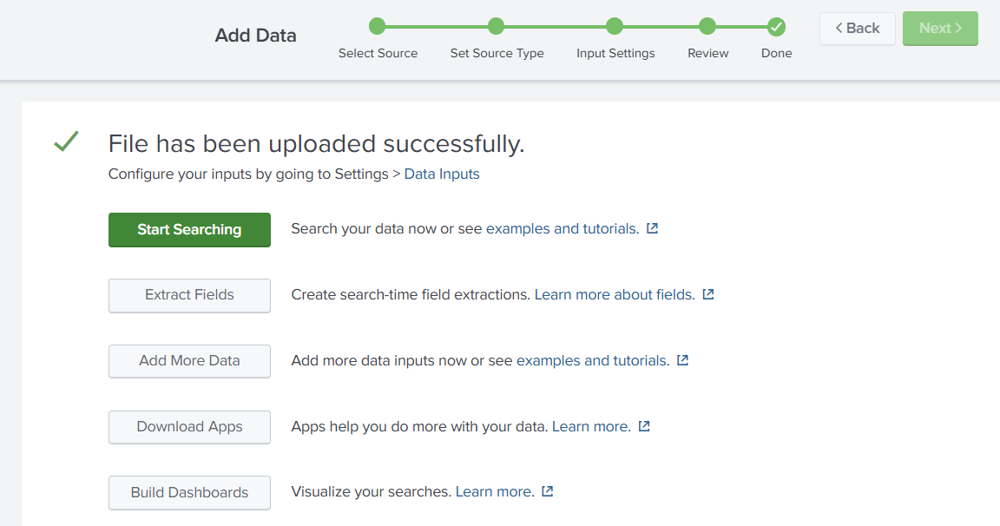 Add Data
Select Source
Set Source Type
Input Settings
Review
Done
< Back
Next >
File has been uploaded successfully.
Configure your inputs by going to Settings > Data Inputs
Start Searching
Search your data now or see examples and tutorials.
Extract Fields
Create search-time field extractions. Learn more about fields.
Add More Data
Add more data inputs now or see examples and tutorials.
Download Apps
Apps help you do more with your data. Learn more.
Build Dashboards
Visualize your searches. Learn more.